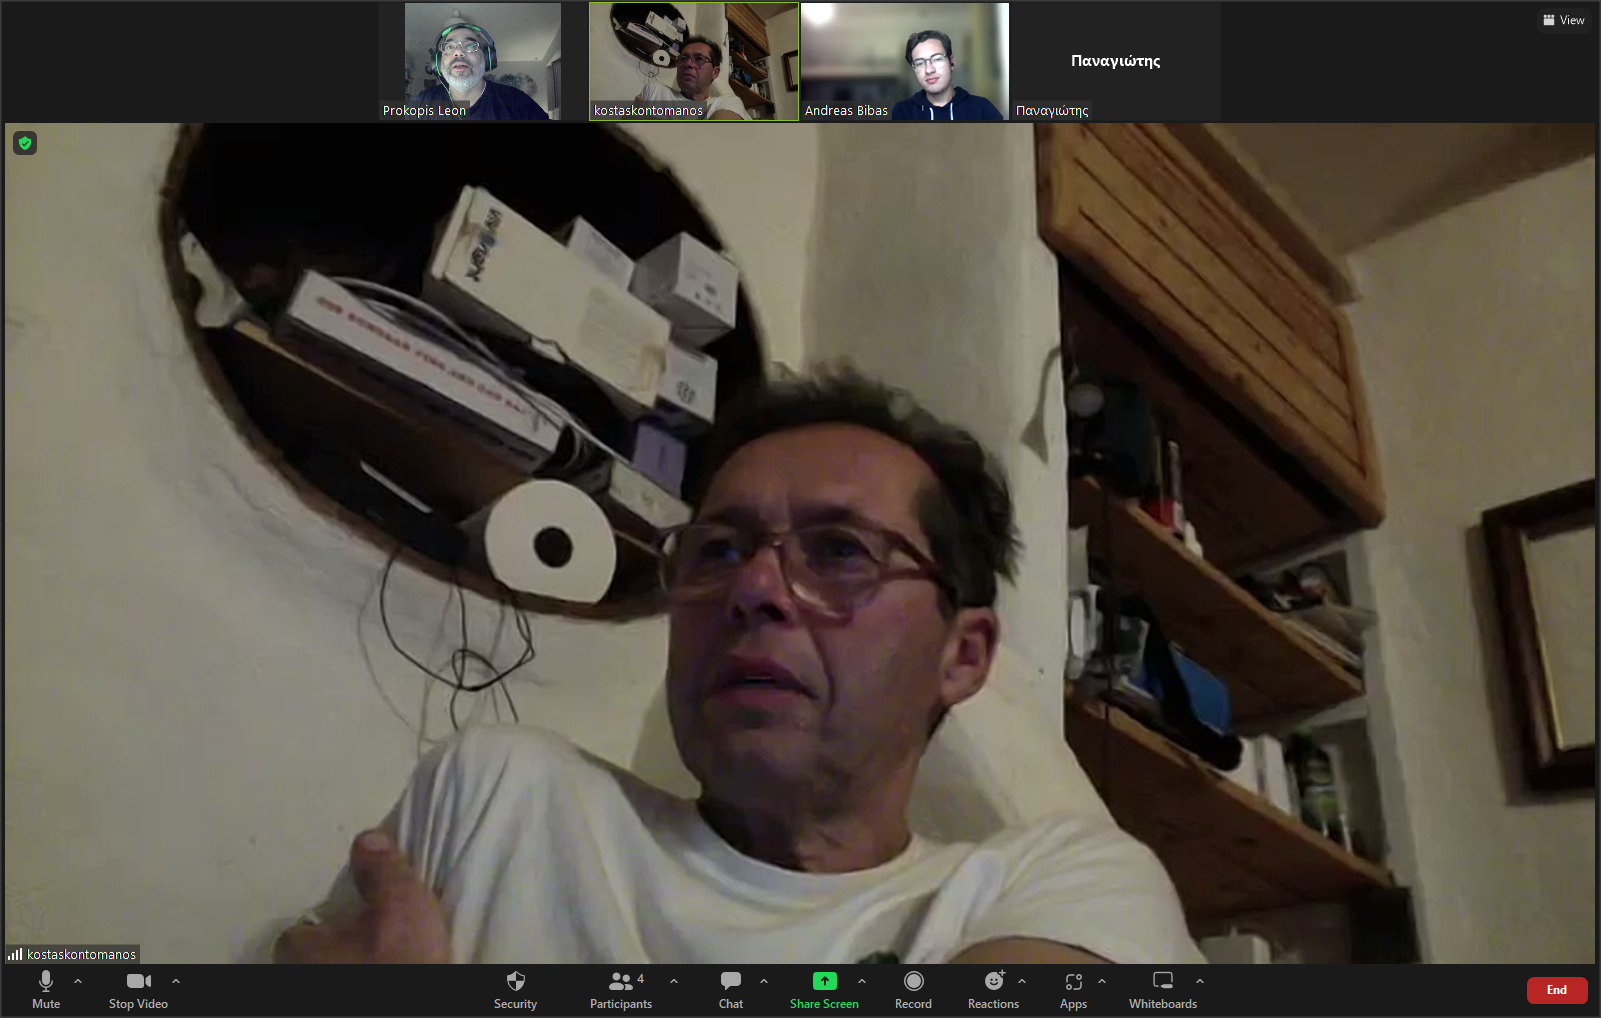 View
Παναγιώτης
Prokopis Leon
kostaskontomanos
Andreas Bibas
Παναγιώτης
kostaskontomanos
4
Mute
Stop Video
Security
Participants
Chat
Share Screen
Record
Reactions
Apps
Whiteboards
End